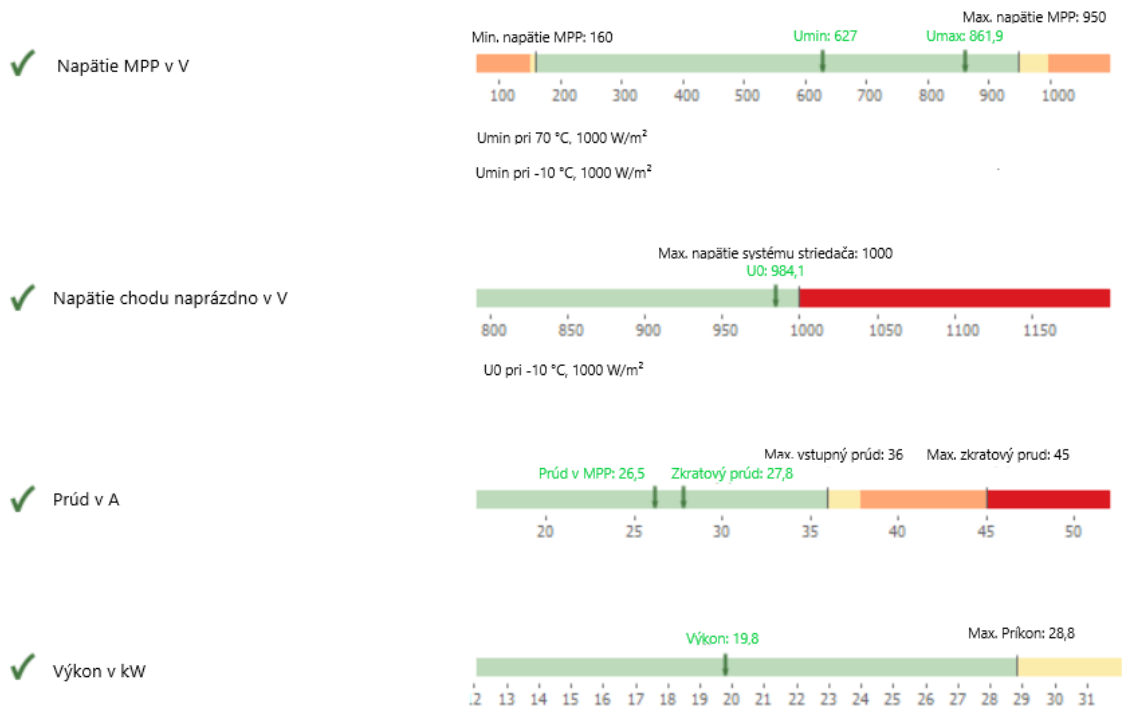 Max. napätie MPP: 950
Min. napätie MPP: 160
Umin: 627
Umax: 861,9
Napätie MPP v V
100 200 300 400 500 600 700 800 900 1000
Umin pri 70 °C, 1000 W/m²
Umin pri -10 °C, 1000 W/m²
Max. napätie systému striedača: 1000
U0: 984,1
Napätie chodu naprázdno v V
800 850 900 950 1000 1050 1100 1150
U0 pri -10 °C, 1000 W/m²
Max. vstupný prúd: 36
Max. zkratový prud: 45
Prúd v MPP: 26,5
Zkratový prúd: 27,8
Prúd v A
20 25 30 35 40 45 50
Max. Príkon: 28,8
Výkon: 19,8
Výkon v kW
12 13 14 15 16 17 18 19 20 21 22 23 24 25 26 27 28 29 30 31